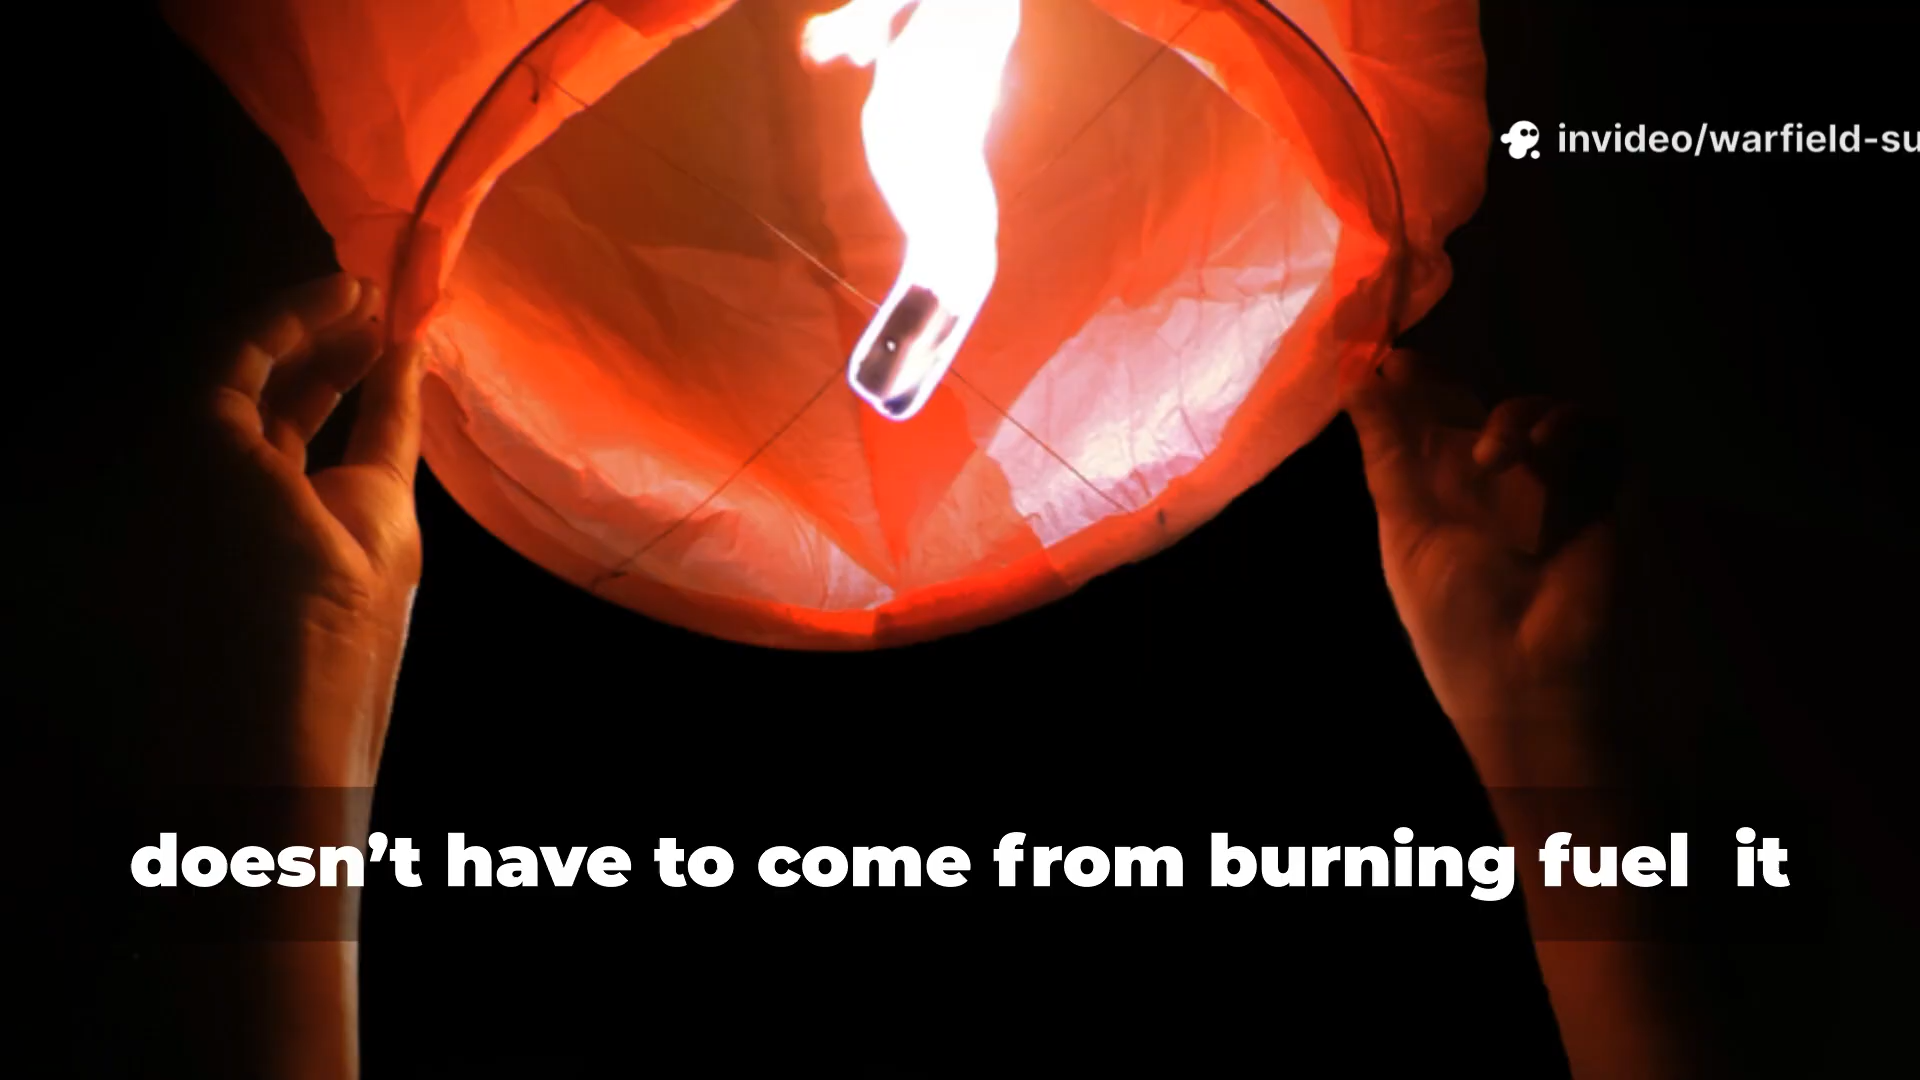 invideo/warfield-su
doesn’t have to come from burning fuel it